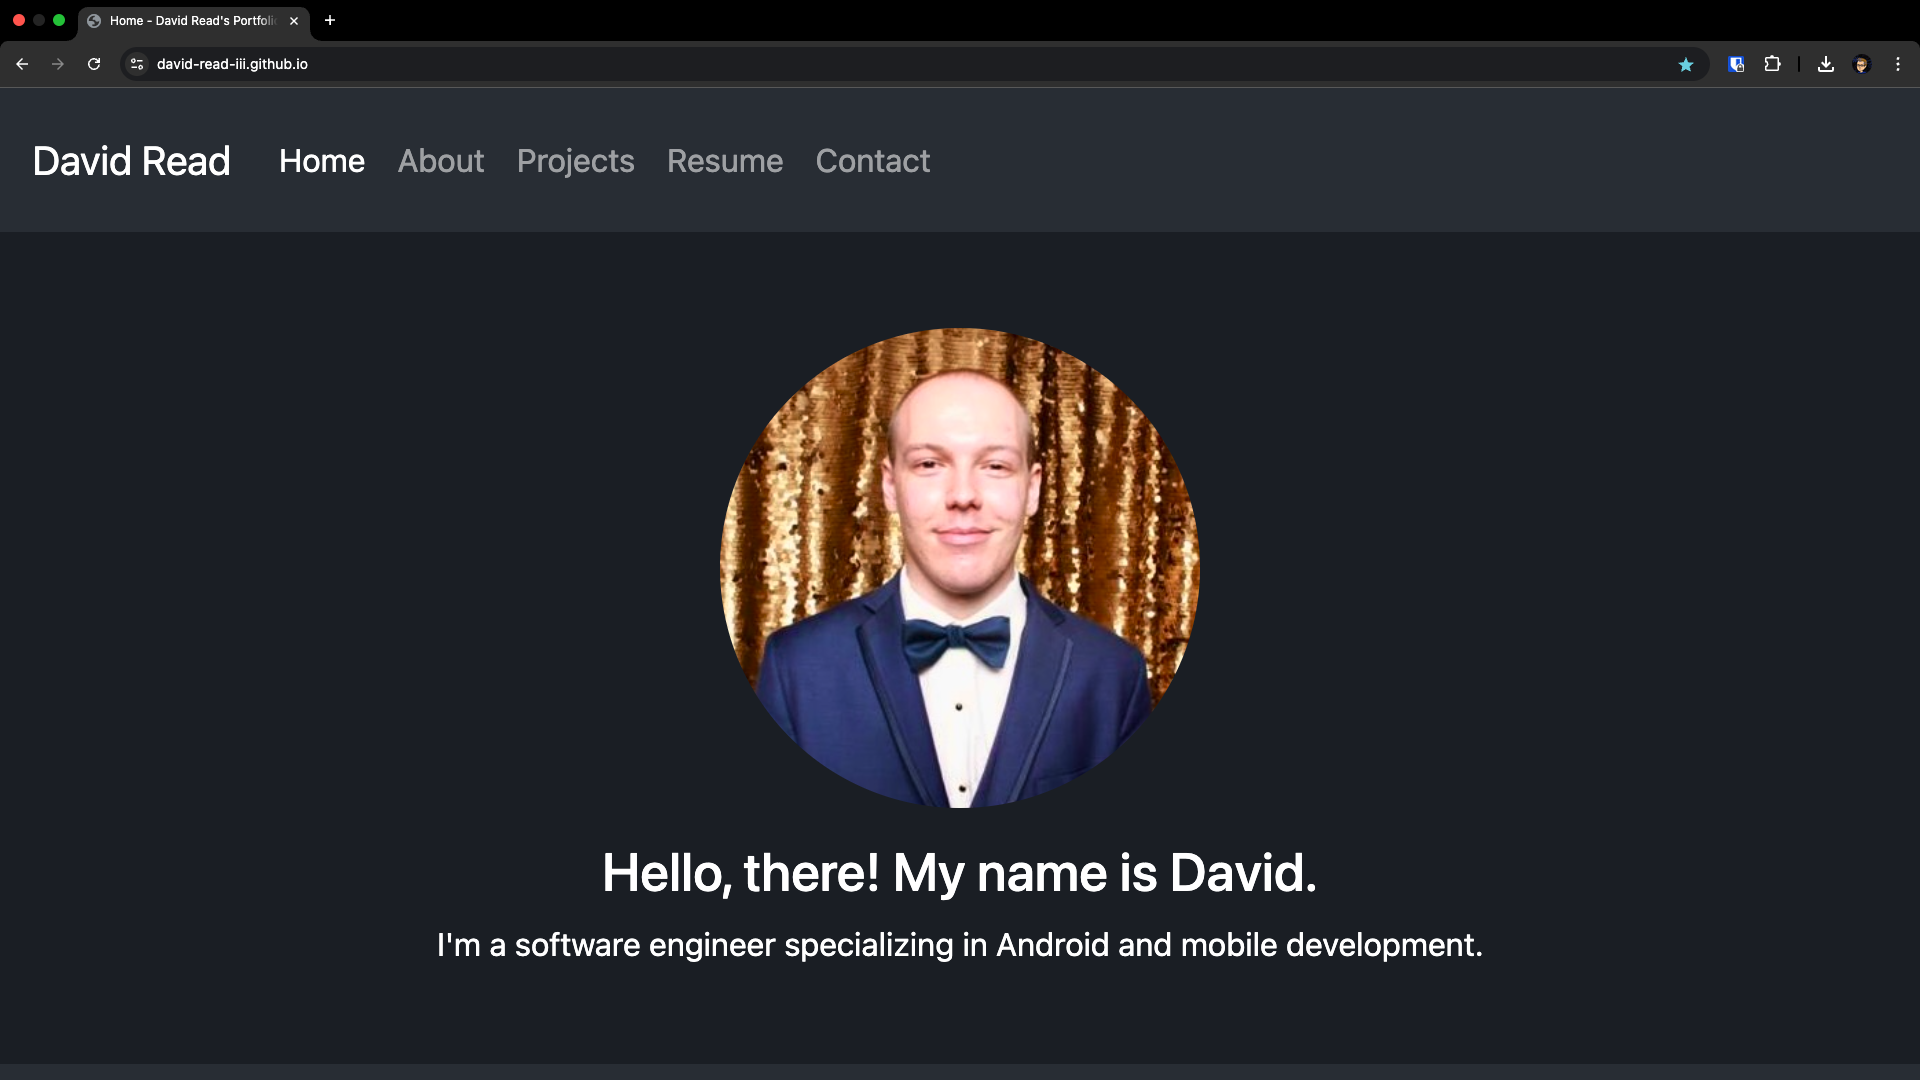 Home - David Read's Portfoli
david-read-iii.github.io
David Read Home About Projects Resume Contact
Hello, there! My name is David.
I'm a software engineer specializing in Android and mobile development.